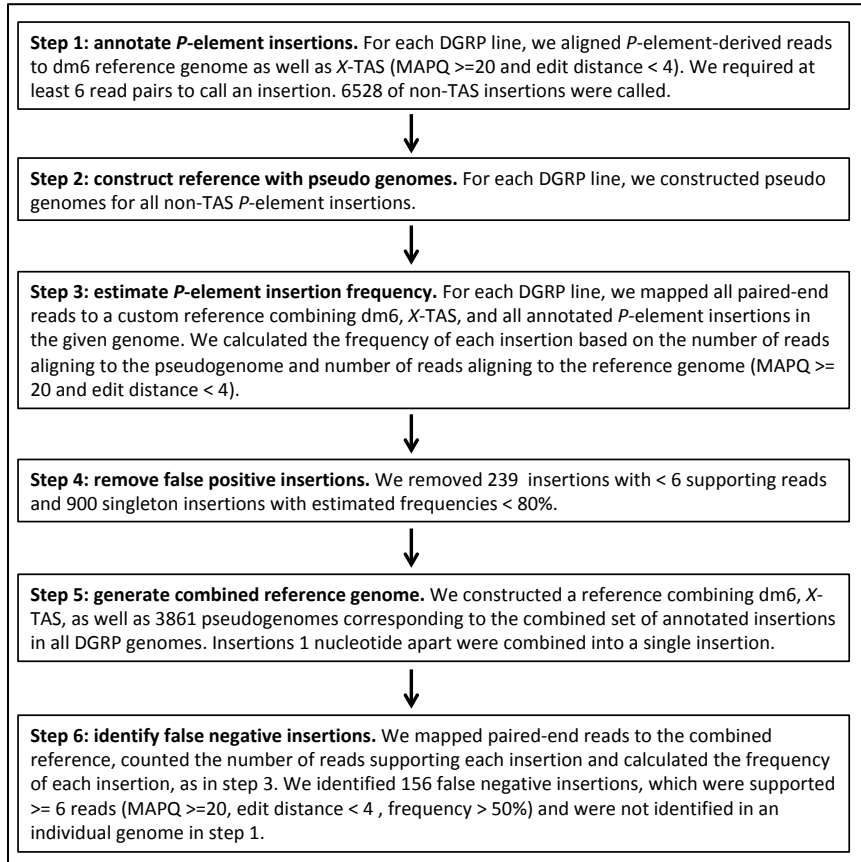 Step 1: annotate P-element insertions. For each DGRP line, we aligned P-element-derived reads
to dm6 reference genome as well as X-TAS (MAPQ >=20 and edit distance < 4). We required at
least 6 read pairs to call an insertion. 6528 of non-TAS insertions were called.
Step 2: construct reference with pseudo genomes. For each DGRP line, we constructed pseudo
genomes for all non-TAS P-element insertions.
Step 3: estimate P-element insertion frequency. For each DGRP line, we mapped all paired-end
reads to a custom reference combining dm6, X-TAS, and all annotated P-element insertions in
the given genome. We calculated the frequency of each insertion based on the number of reads
aligning to the pseudogenome and number of reads aligning to the reference genome (MAPQ >=
20 and edit distance < 4).
Step 4: remove false positive insertions. We removed 239 insertions with < 6 supporting reads
and 900 singleton insertions with estimated frequencies < 80%.
Step 5: generate combined reference genome. We constructed a reference combining dm6, X-
TAS, as well as 3861 pseudogenomes corresponding to the combined set of annotated insertions
in all DGRP genomes. Insertions 1 nucleotide apart were combined into a single insertion.
Step 6: identify false negative insertions. We mapped paired-end reads to the combined
reference, counted the number of reads supporting each insertion and calculated the frequency
of each insertion, as in step 3. We identified 156 false negative insertions, which were supported
>= 6 reads (MAPQ >=20, edit distance < 4 , frequency > 50%) and were not identified in an
individual genome in step 1.